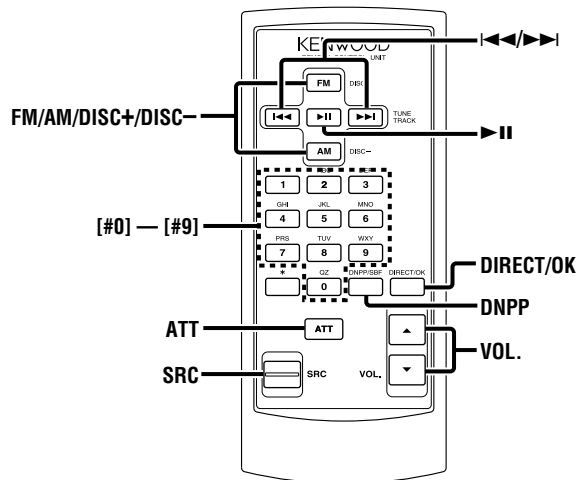 KENWOOD
UNIT
|◄◄/►►|
FM
DISC
FM/AM/DISC+/DISC−
|◄◄
►II
►►|
TUNE
TRACK
►II
AM
DISC−
1
2
3
[#0] — [#9]
GHI
JKL
MNO
4
5
6
PRS
TUV
WXY
7
8
9
*
QZ
0
DNPP/SBF
DIRECT/OK
DIRECT/OK
DNPP
ATT
ATT
VOL.
SRC
SRC
VOL.